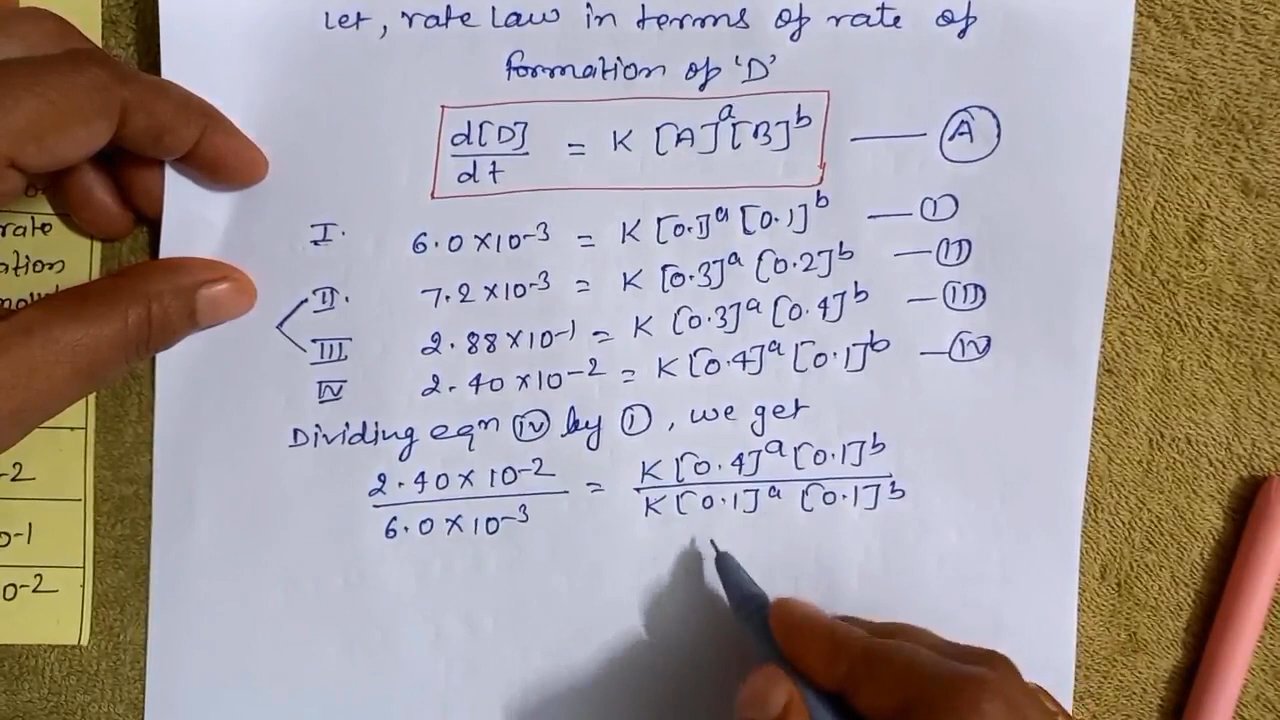 Let, rate law in terms of rate of
formation of 'D'
d[D]/dt = K [A]^a [B]^b — (A)
I. 6.0 × 10^-3 = K [0.1]^a [0.1]^b — (I)
II. 7.2 × 10^-3 = K [0.3]^a [0.2]^b — (II)
III 2.88 × 10^-1 = K [0.3]^a [0.4]^b — (III)
IV 2.40 × 10^-2 = K [0.4]^a [0.1]^b — (IV)
Dividing eqn (IV) by (I), we get
2.40 × 10^-2 / 6.0 × 10^-3 = K [0.4]^a [0.1]^b / K [0.1]^a [0.1]^b
rate
ation
-2
0-1
0-2